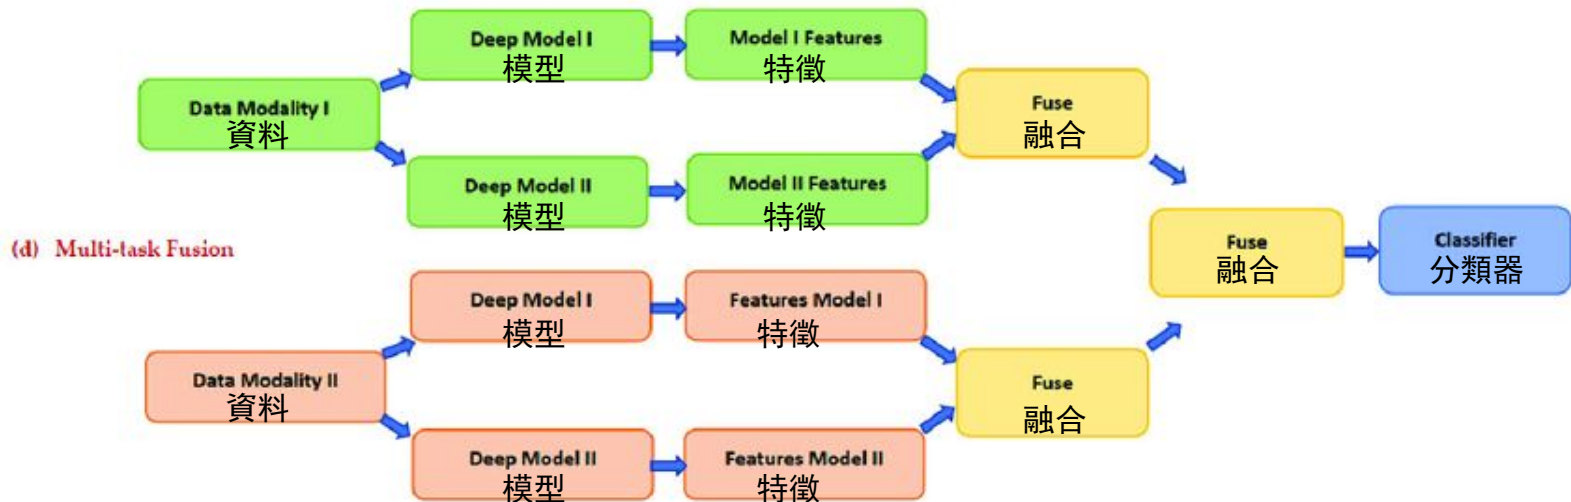 Deep Model I
模型
Model I Features
特徵
Data Modality I
資料
Fuse
融合
Deep Model II
模型
Model II Features
特徵
(d) Multi-task Fusion
Fuse
融合
Classifier
分類器
Deep Model I
模型
Features Model I
特徵
Data Modality II
資料
Fuse
融合
Deep Model II
模型
Features Model II
特徵